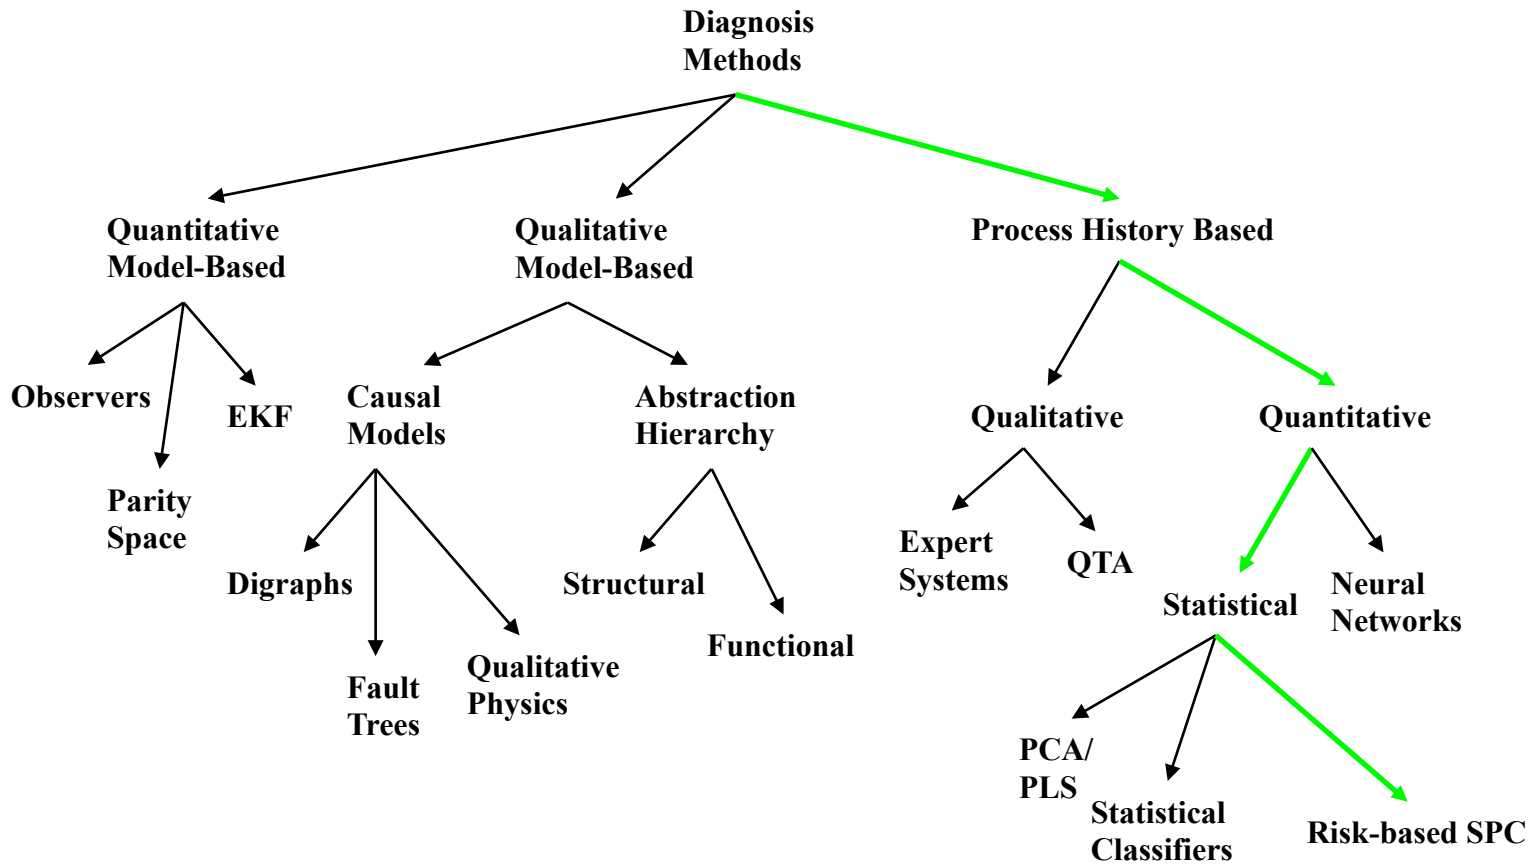 Diagnosis
Methods
Quantitative
Model-Based
Qualitative
Model-Based
Process History Based
Observers
EKF
Parity
Space
Causal
Models
Abstraction
Hierarchy
Qualitative
Quantitative
Digraphs
Fault
Trees
Qualitative
Physics
Structural
Functional
Expert
Systems
QTA
Statistical
Neural
Networks
PCA/
PLS
Statistical
Classifiers
Risk-based SPC